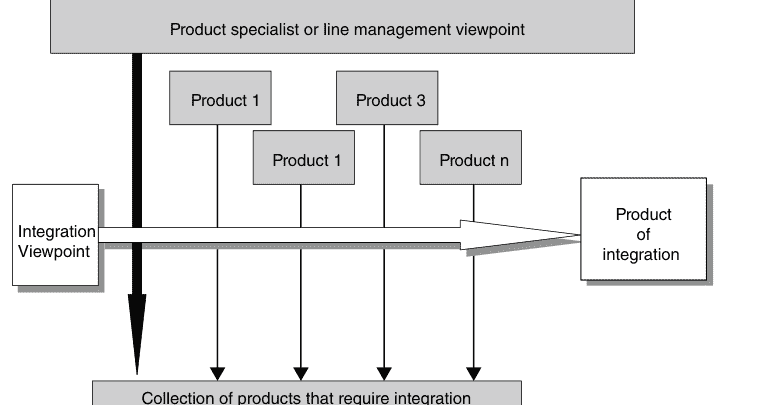 Product specialist or line management viewpoint
Product 1
Product 3
Product 1
Product n
Integration
Viewpoint
Product
of
integration
Collection of products that require integration